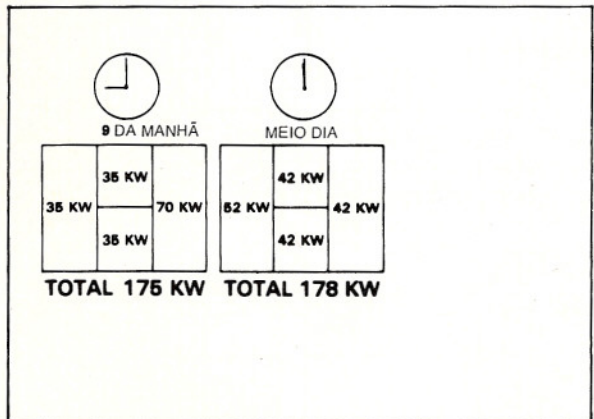 9 DA MANHÃ
MEIO DIA
35 KW
35 KW
70 KW
35 KW
TOTAL 175 KW
52 KW
42 KW
42 KW
42 KW
TOTAL 178 KW